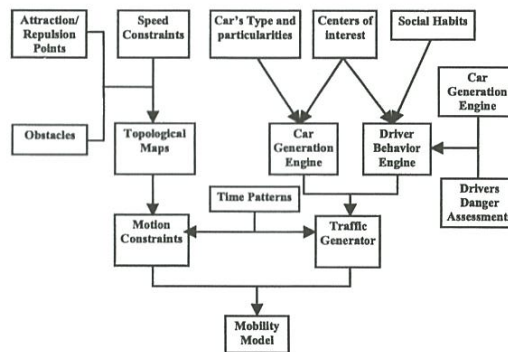 Attraction/
Repulsion
Points
Speed
Constraints
Car's Type and
particularities
Centers of
interest
Social Habits
Car
Generation
Engine
Obstacles
Topological
Maps
Car
Generation
Engine
Driver
Behavior
Engine
Drivers
Danger
Assessment
Time Patterns
Motion
Constraints
Traffic
Generator
Mobility
Model